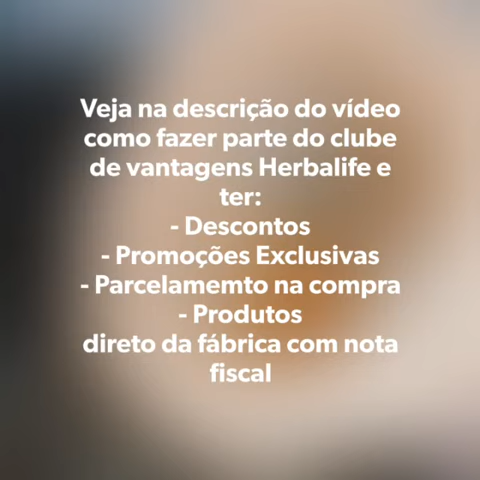 Veja na descrição do vídeo
como fazer parte do clube
de vantagens Herbalife e
ter:
- Descontos
- Promoções Exclusivas
- Parcelamemto na compra
- Produtos
direto da fábrica com nota
fiscal